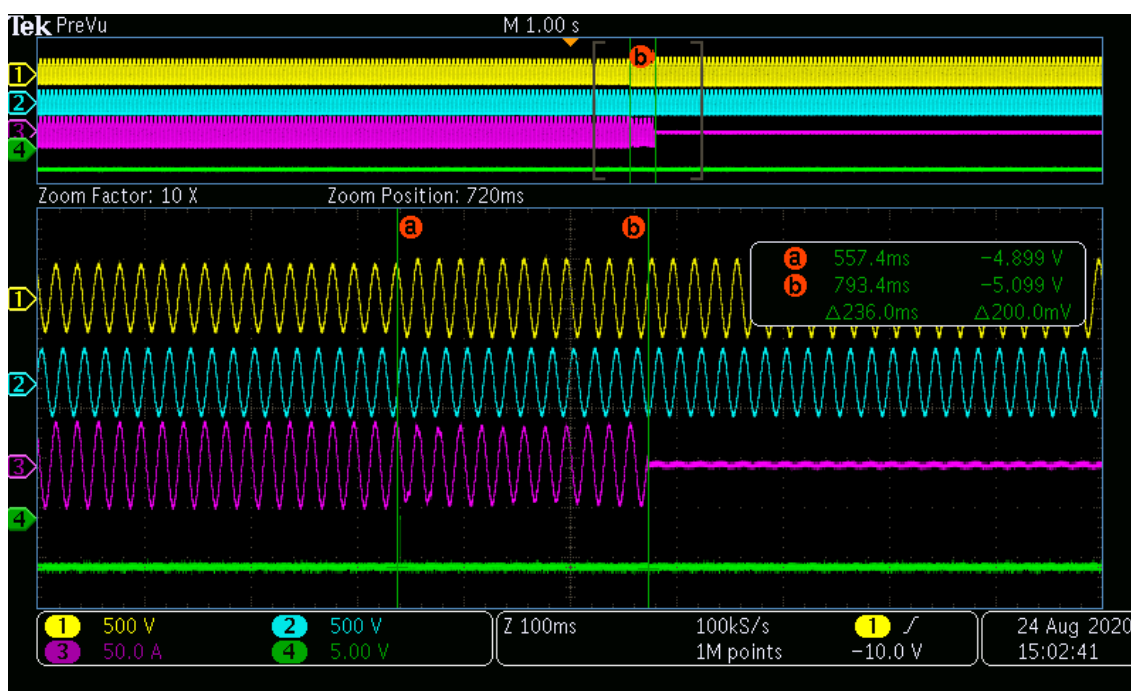 Tek PreVu M 1.00 s
b
1
2
3
4
Zoom Factor: 10 X Zoom Position: 720ms
a b
a 557.4ms −4.899 V
b 793.4ms −5.099 V
△236.0ms △200.0mV
1
2
3
4
1 500 V 2 500 V Z 100ms 100kS/s 1 24 Aug 2020
3 50.0 A 4 5.00 V 1M points −10.0 V 15:02:41